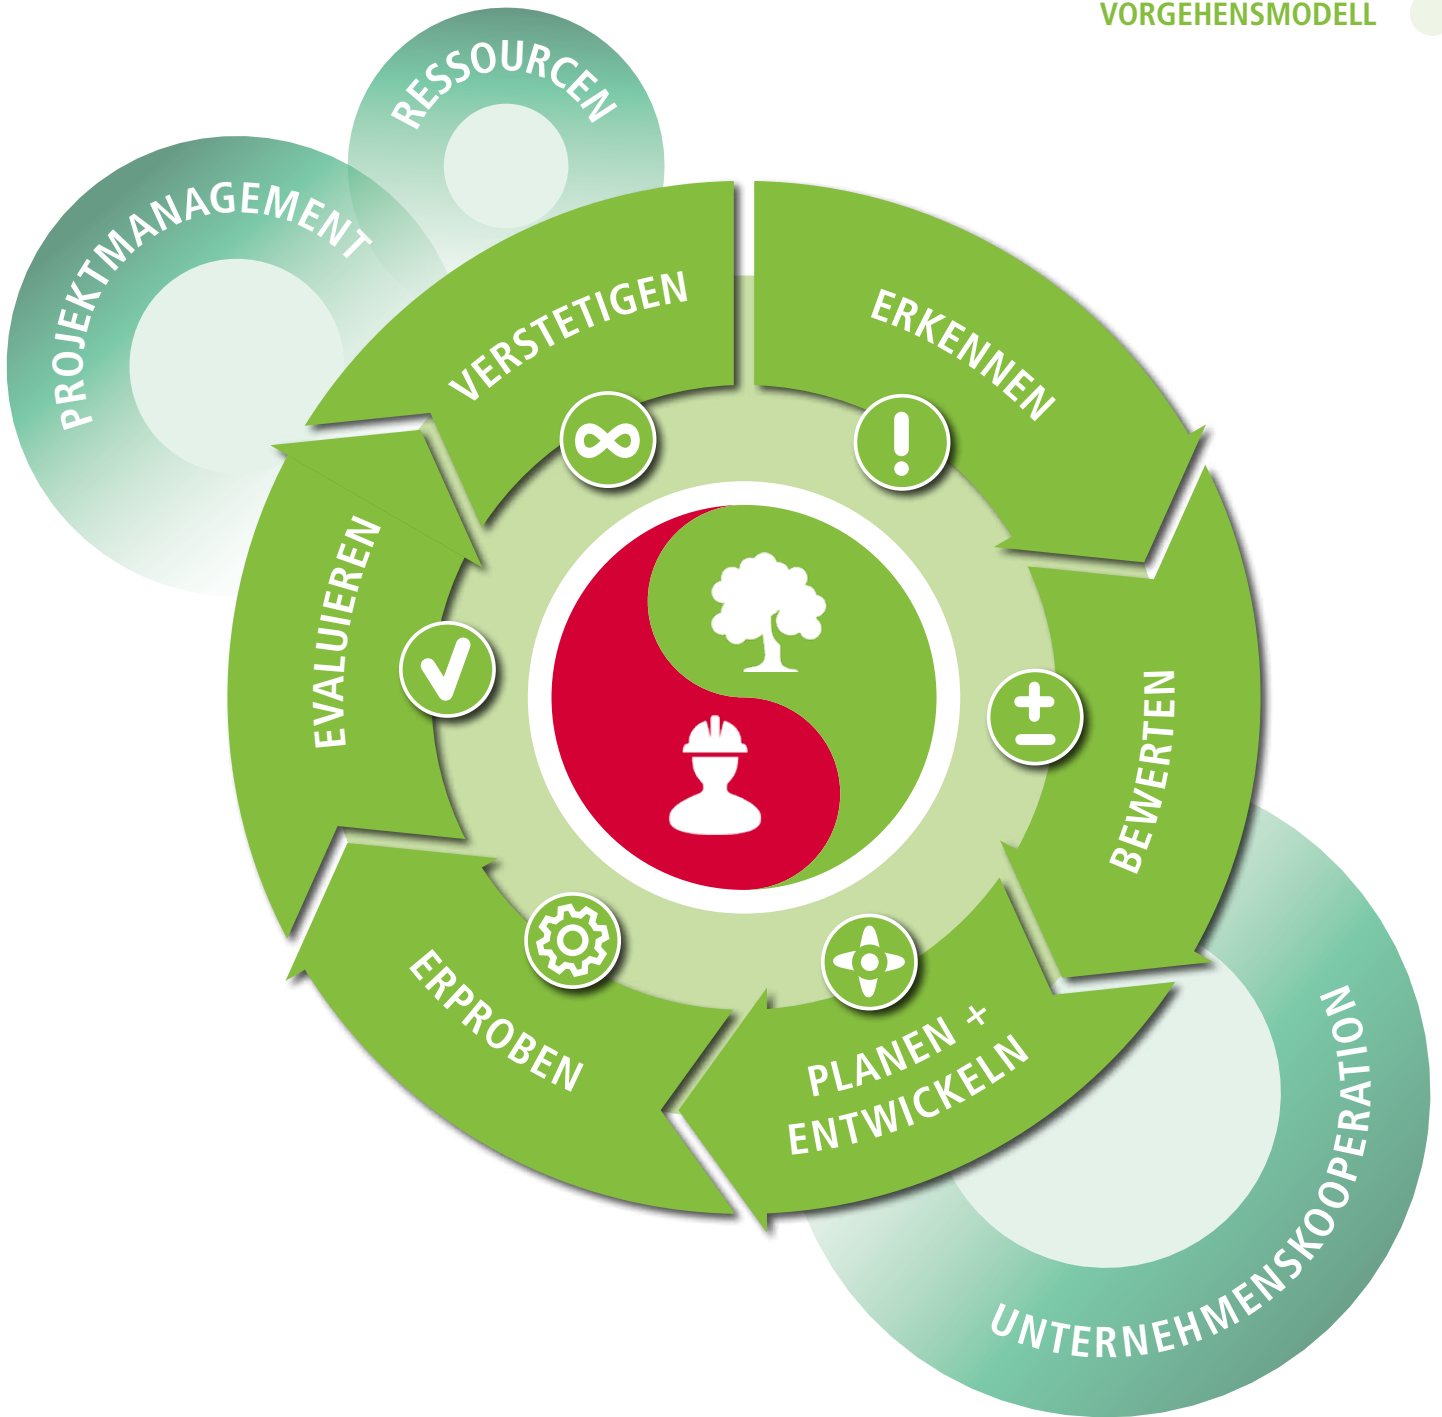 VORGEHENSMODELL
RESSOURCEN
PROJEKTMANAGEMENT
VERSTETIGEN
ERKENNEN
EVALUIEREN
BEWERTEN
ERPROBEN
PLANEN +
ENTWICKELN
UNTERNEHMENSKOOPERATION